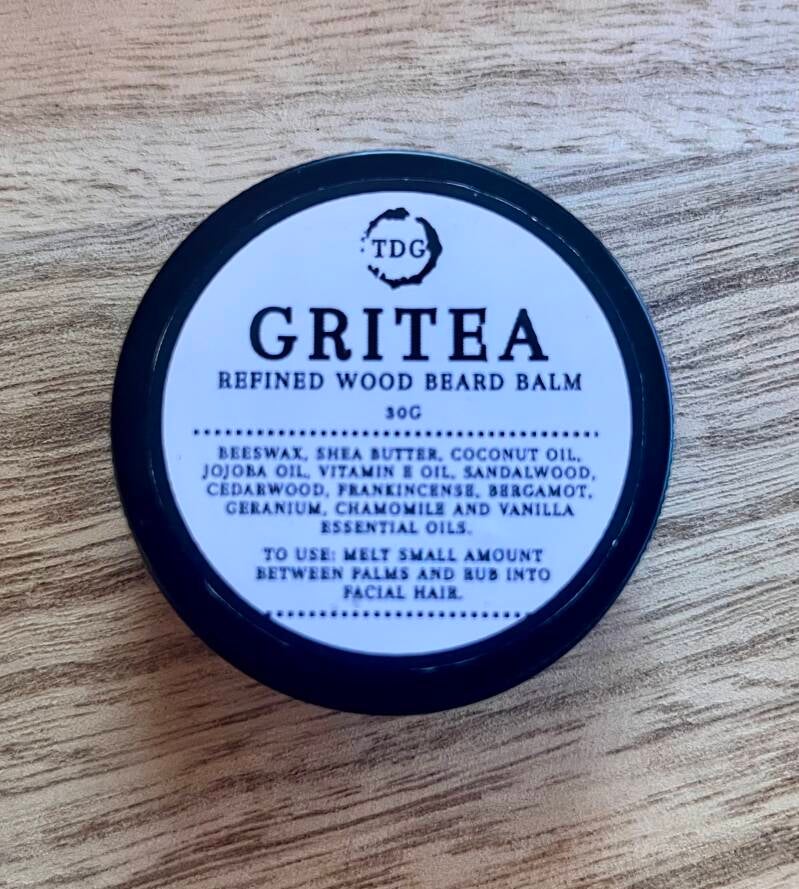 TDG
GRITEA
REFINED WOOD BEARD BALM
30G
BEESWAX, SHEA BUTTER, COCONUT OIL,
JOJOBA OIL, VITAMIN E OIL, SANDALWOOD,
CEDARWOOD, FRANKINCENSE, BERGAMOT,
GERANIUM, CHAMOMILE AND VANILLA
ESSENTIAL OILS.
TO USE: MELT SMALL AMOUNT
BETWEEN PALMS AND RUB INTO
FACIAL HAIR.